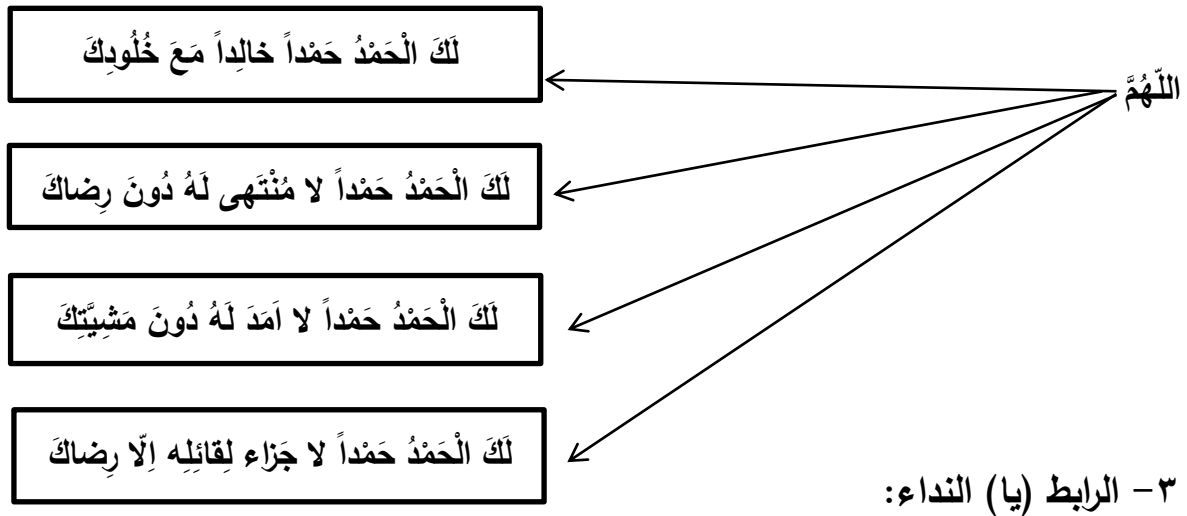 اللّهُمَّ
لَكَ الْحَمْدُ حَمْداً خالِداً مَعَ خُلُودِكَ
لَكَ الْحَمْدُ حَمْداً لا مُنْتَهى لَهُ دُونَ رِضاكَ
لَكَ الْحَمْدُ حَمْداً لا اَمَدَ لَهُ دُونَ مَشِيَّتِكَ
لَكَ الْحَمْدُ حَمْداً لا جَزاء لِقائِلِه اِلّا رِضاكَ
٣- الرابط (يا) النداء: